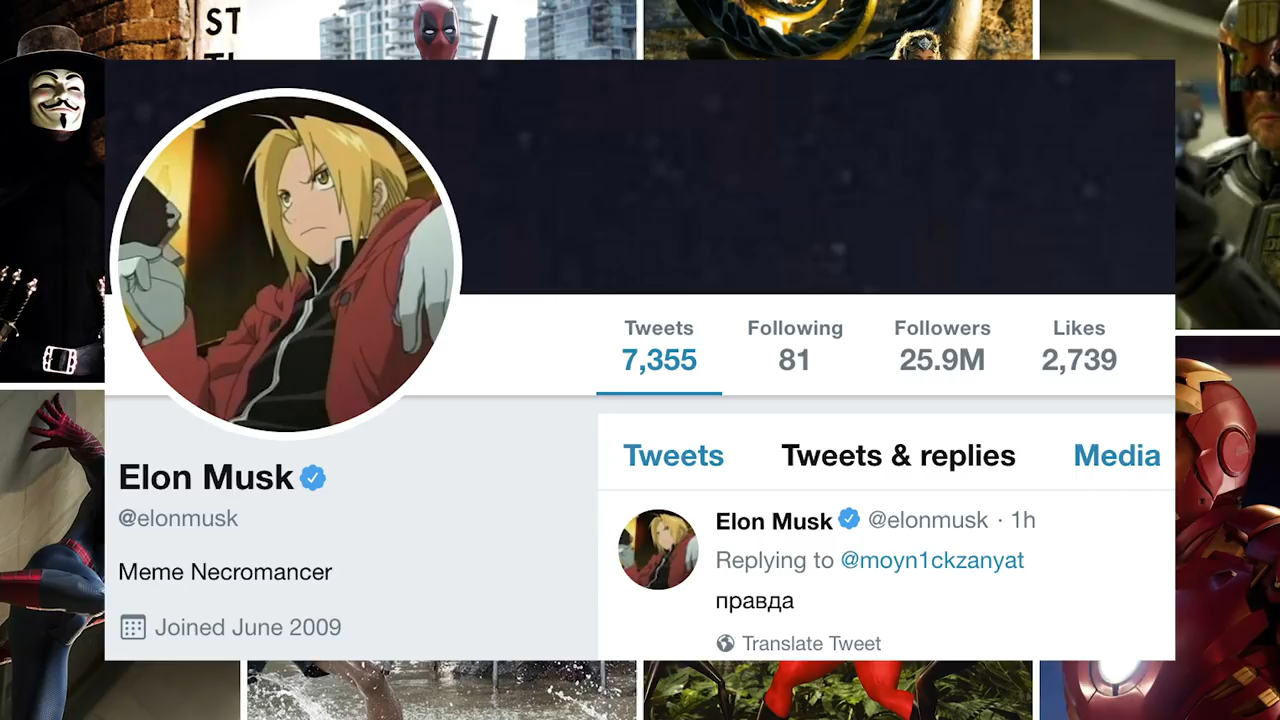 ST
Tweets Following Followers Likes
7,355 81 25.9M 2,739
Elon Musk
@elonmusk
Meme Necromancer
Joined June 2009
Tweets Tweets & replies Media
Elon Musk @elonmusk · 1h
Replying to @moyn1ckzanyat
правда
Translate Tweet